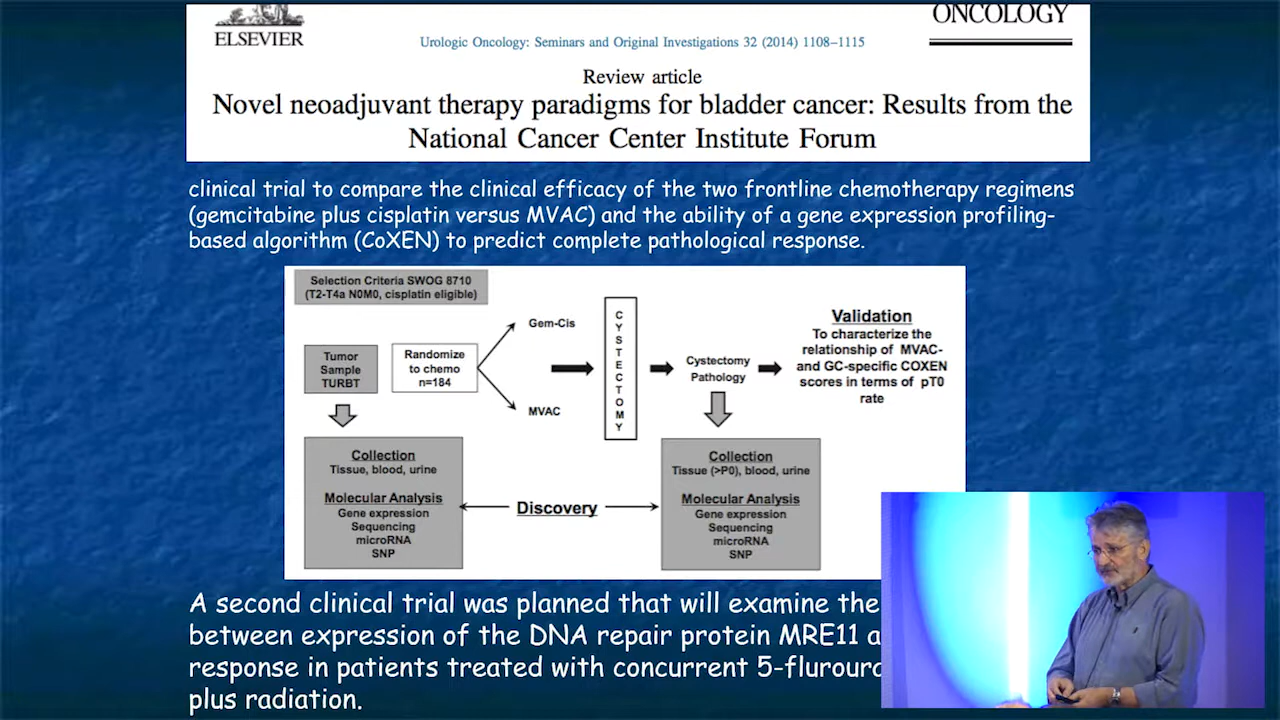 ELSEVIER
ONCOLOGY
Urologic Oncology: Seminars and Original Investigations 32 (2014) 1108–1115
Review article
Novel neoadjuvant therapy paradigms for bladder cancer: Results from the
National Cancer Center Institute Forum
clinical trial to compare the clinical efficacy of the two frontline chemotherapy regimens
(gemcitabine plus cisplatin versus MVAC) and the ability of a gene expression profiling-
based algorithm (CoXEN) to predict complete pathological response.
Selection Criteria SWOG 8710
(T2-T4a N0M0, cisplatin eligible)
Tumor
Sample
TURBT
Randomize
to chemo
n=184
Gem-Cis
MVAC
CYSTECTOMY
Cystectomy
Pathology
Validation
To characterize the
relationship of MVAC-
and GC-specific COXEN
scores in terms of pT0
rate
Collection
Tissue, blood, urine
Molecular Analysis
Gene expression
Sequencing
microRNA
SNP
Discovery
Collection
Tissue (>P0), blood, urine
Molecular Analysis
Gene expression
Sequencing
microRNA
SNP
A second clinical trial was planned that will examine the
between expression of the DNA repair protein MRE11 a
response in patients treated with concurrent 5-fluroura
plus radiation.